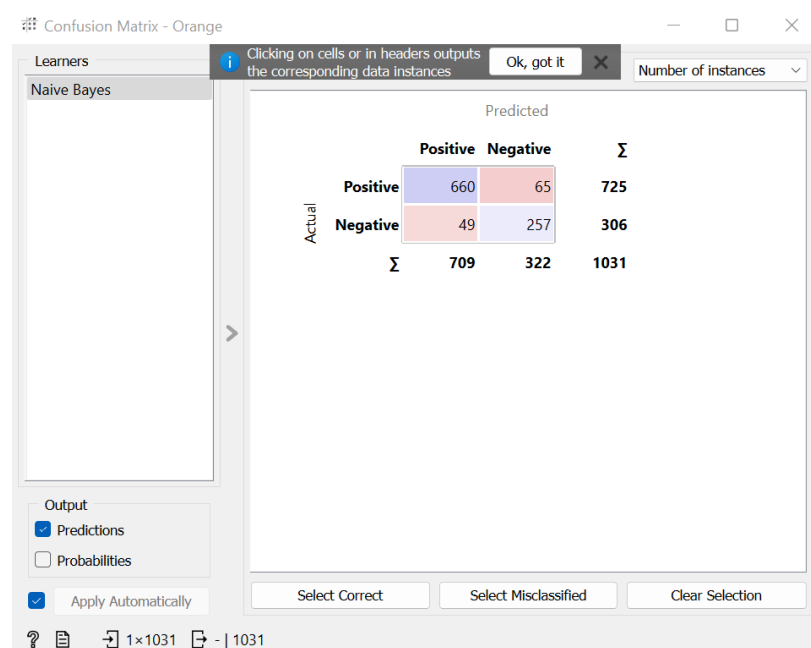 Confusion Matrix - Orange
Learners
Clicking on cells or in headers outputs
the corresponding data instances
Ok, got it
Number of instances
Naive Bayes
Predicted
Positive Negative Σ
Positive 660 65 725
Actual
Negative 49 257 306
Σ 709 322 1031
Output
Predictions
Probabilities
Apply Automatically
Select Correct
Select Misclassified
Clear Selection
? 1×1031 - | 1031